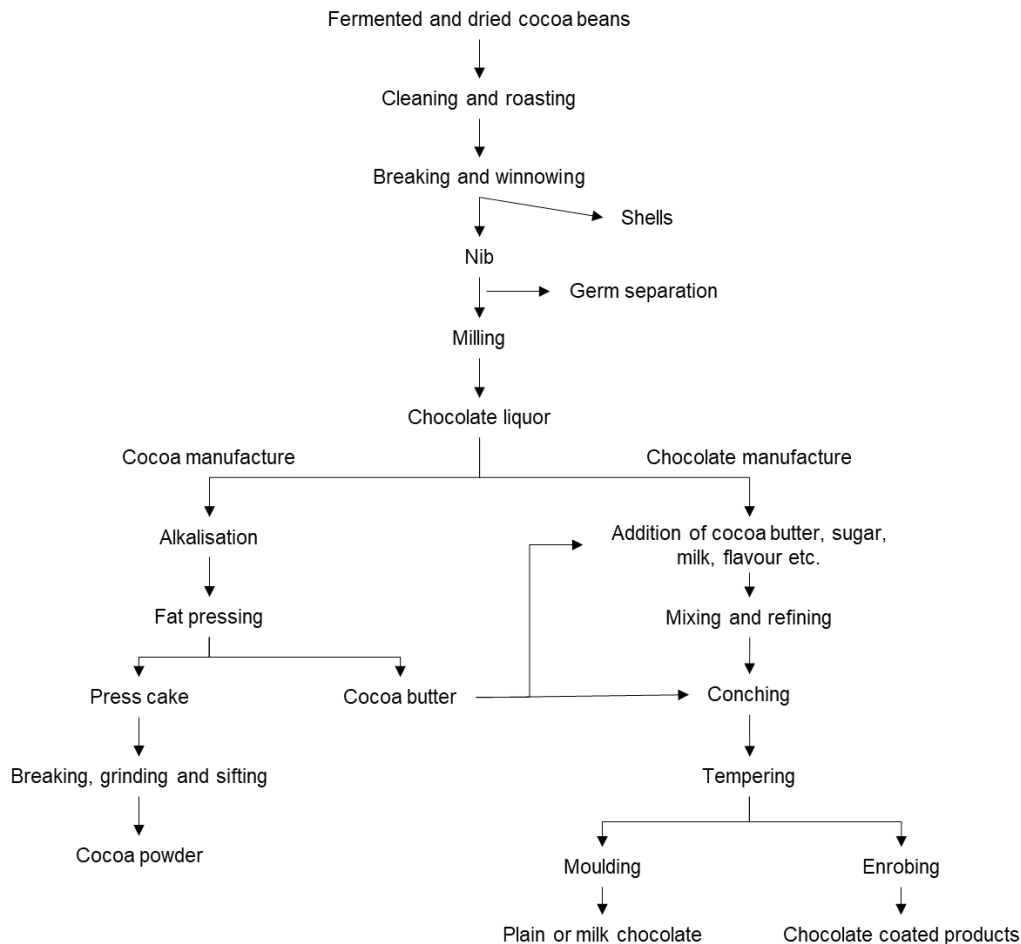 Fermented and dried cocoa beans
Cleaning and roasting
Breaking and winnowing
Shells
Nib
Germ separation
Milling
Chocolate liquor
Cocoa manufacture
Chocolate manufacture
Alkalisation
Addition of cocoa butter, sugar,
milk, flavour etc.
Fat pressing
Mixing and refining
Press cake
Cocoa butter
Conching
Breaking, grinding and sifting
Tempering
Cocoa powder
Moulding
Enrobing
Plain or milk chocolate
Chocolate coated products